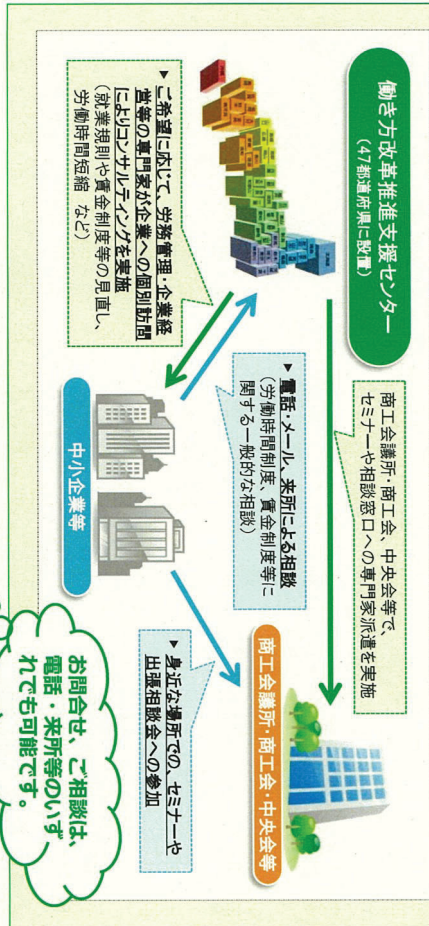 働き方改革推進支援センター
(47都道府県に設置)
商工会議所・商工会、中央会等で、
セミナーや相談窓口への専門家派遣を実施
▶ご希望に応じて、労務管理・企業経
営等の専門家が企業への個別訪問
によりコンサルティングを実施
(就業規則や賃金制度等の見直し、
労働時間短縮 など)
▶電話・メール、来所による相談
(労働時間制度、賃金制度等に
関する一般的な相談)
中小企業等
商工会議所・商工会・中央会等
▶身近な場所での、セミナーや
出張相談会への参加
お問合せ、ご相談は、
電話・来所等のいず
れでも可能です。